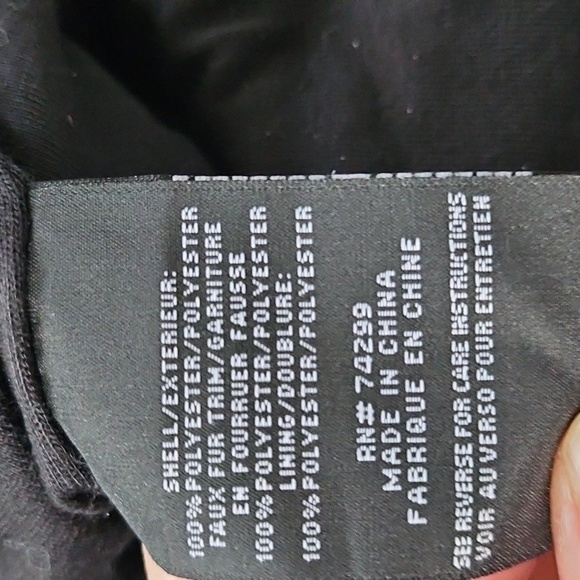 SHELL/EXTERIEUR:
100% POLYESTER/POLYESTER
FAUX FUR TRIM/GARNITURE
EN FOURRUER FAUSSE
100% POLYESTER/POLYESTER
LINING/DOUBLURE:
100% POLYESTER/POLYESTER
RN# 74299
MADE IN CHINA
FABRIQUE EN CHINE
SEE REVERSE FOR CARE INSTRUCTIONS
VOIR AU VERSO POUR ENTRETIEN